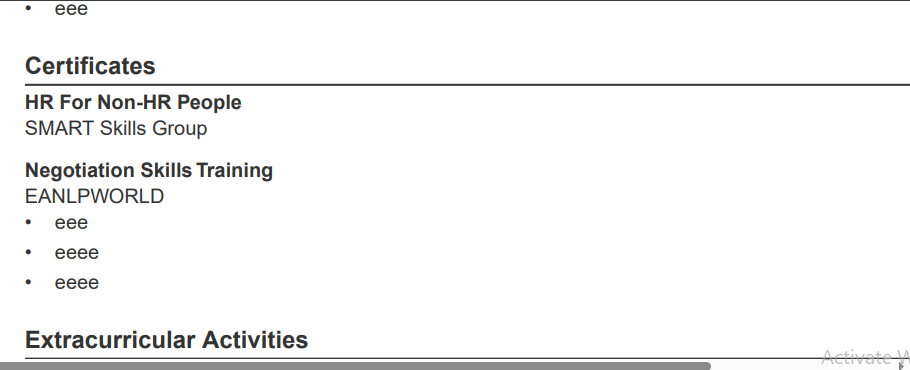 • eee
Certificates
HR For Non-HR People
SMART Skills Group
Negotiation Skills Training
EANLPWORLD
• eee
• eeee
• eeee
Extracurricular Activities
Activate